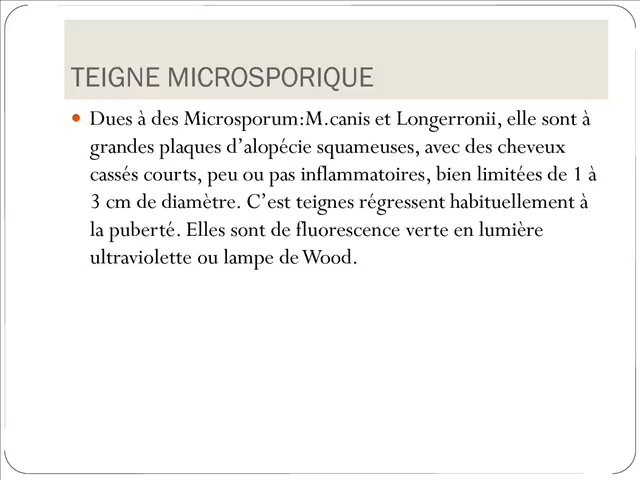 TEIGNE MICROSPORIQUE
Dues à des Microsporum:M.canis et Longerronii, elle sont à
grandes plaques d'alopécie squameuses, avec des cheveux
cassés courts, peu ou pas inflammatoires, bien limitées de 1 à
3 cm de diamètre. C'est teignes régressent habituellement à
la puberté. Elles sont de fluorescence verte en lumière
ultraviolette ou lampe de Wood.